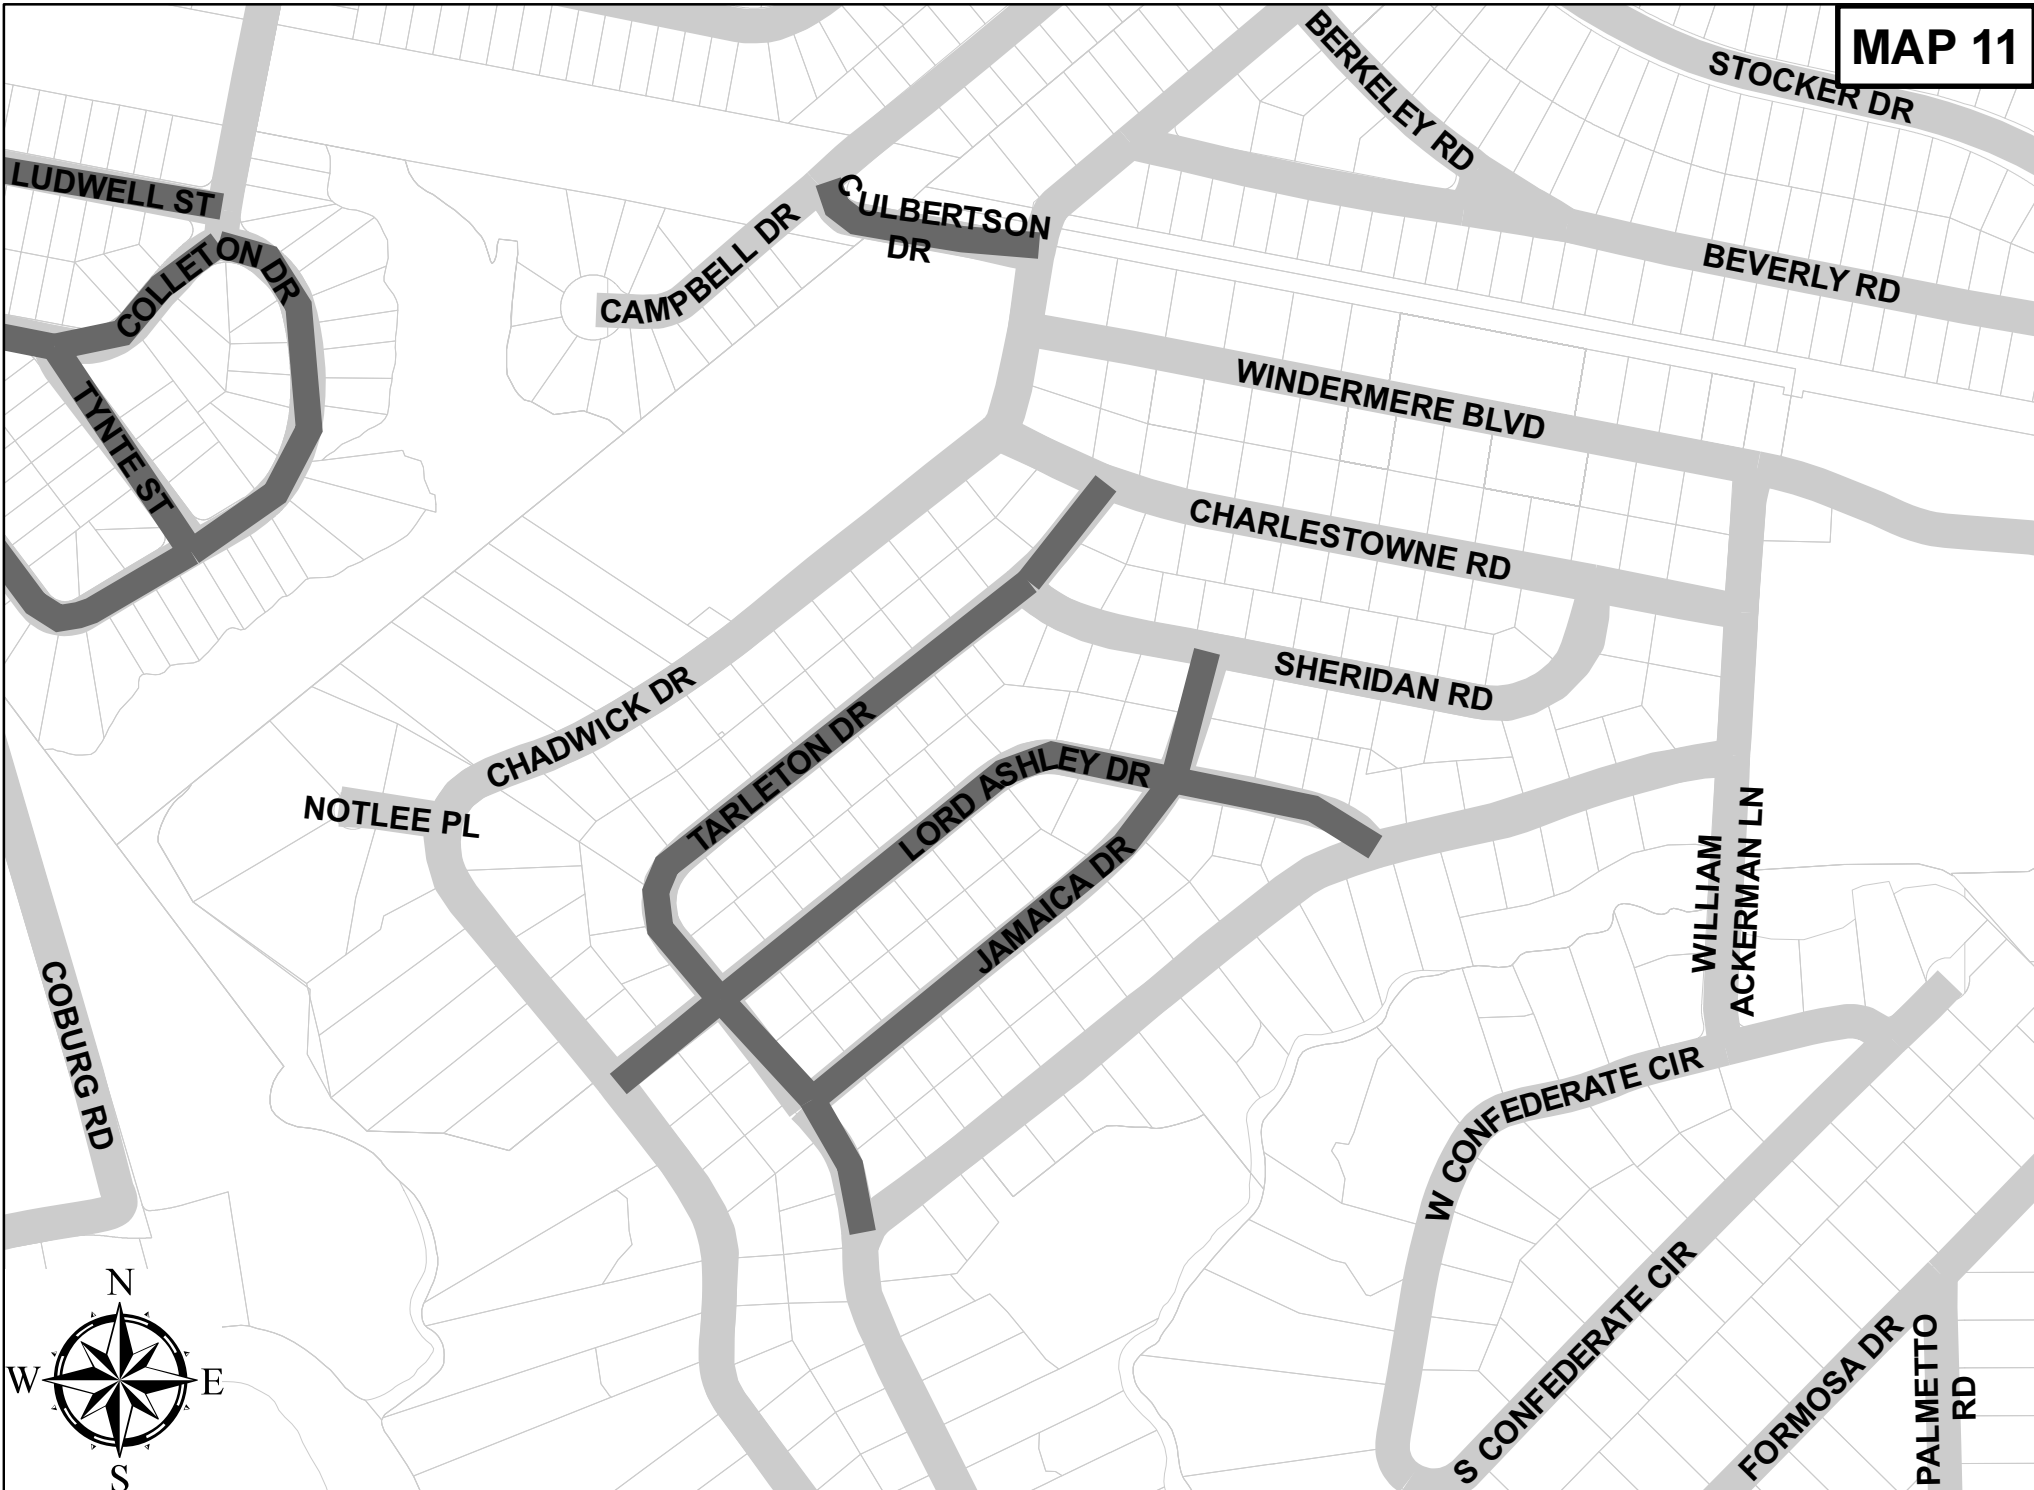 MAP 11
BERKELEY RD
STOCKER DR
LUDWELL ST
CULBERTSON
DR
CAMPBELL DR
COLLETON DR
BEVERLY RD
TYNTE ST
WINDERMERE BLVD
CHARLESTOWNE RD
SHERIDAN RD
CHADWICK DR
TARLETON DR
LORD ASHLEY DR
NOTLEE PL
JAMAICA DR
WILLIAM
ACKERMAN LN
COBURG RD
W CONFEDERATE CIR
S CONFEDERATE CIR
FORMOSA DR
PALMETTO
RD
N
W
E
S